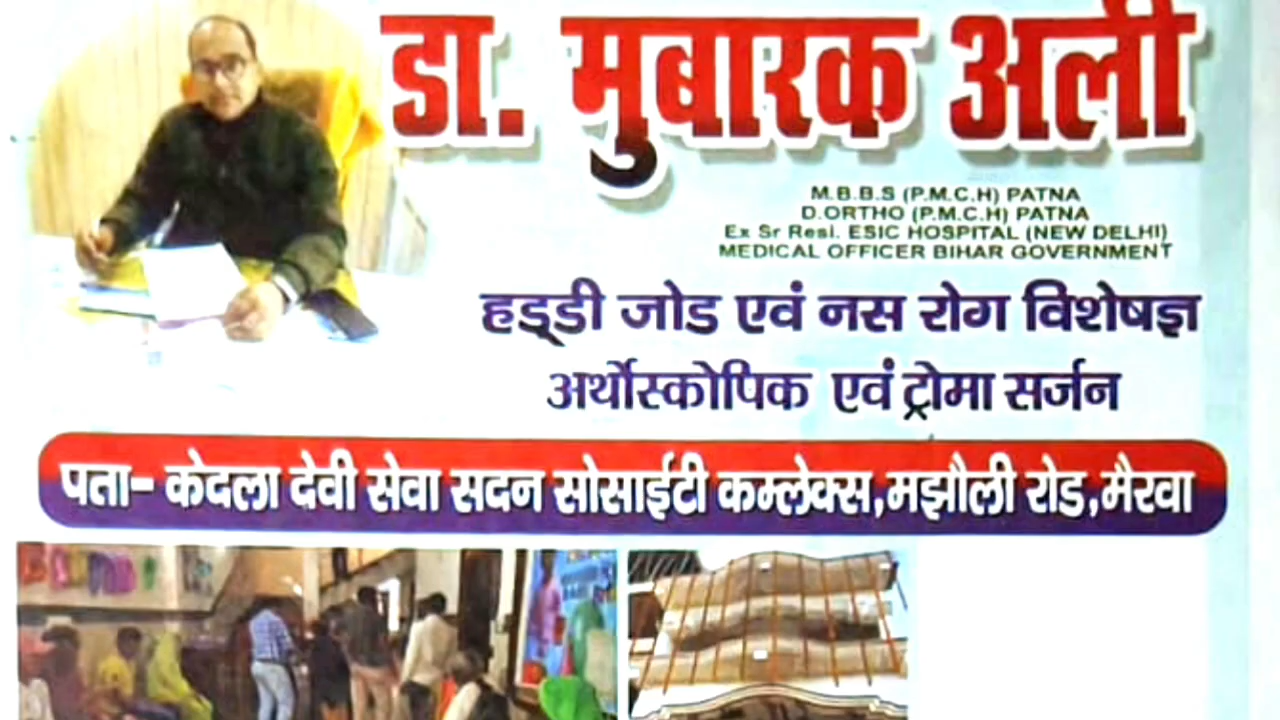 डा. मुबारक अली
M.B.B.S (P.M.C.H) PATNA
D.ORTHO (P.M.C.H) PATNA
Ex Sr Resi. ESIC HOSPITAL (NEW DELHI)
MEDICAL OFFICER BIHAR GOVERNMENT
हड्डी जोड एवं नस रोग विशेषज्ञ
अर्थोस्कोपिक एवं ट्रोमा सर्जन
पता- केदला देवी सेवा सदन सोसाईटी कम्लेक्स,मझौली रोड,मैरवा